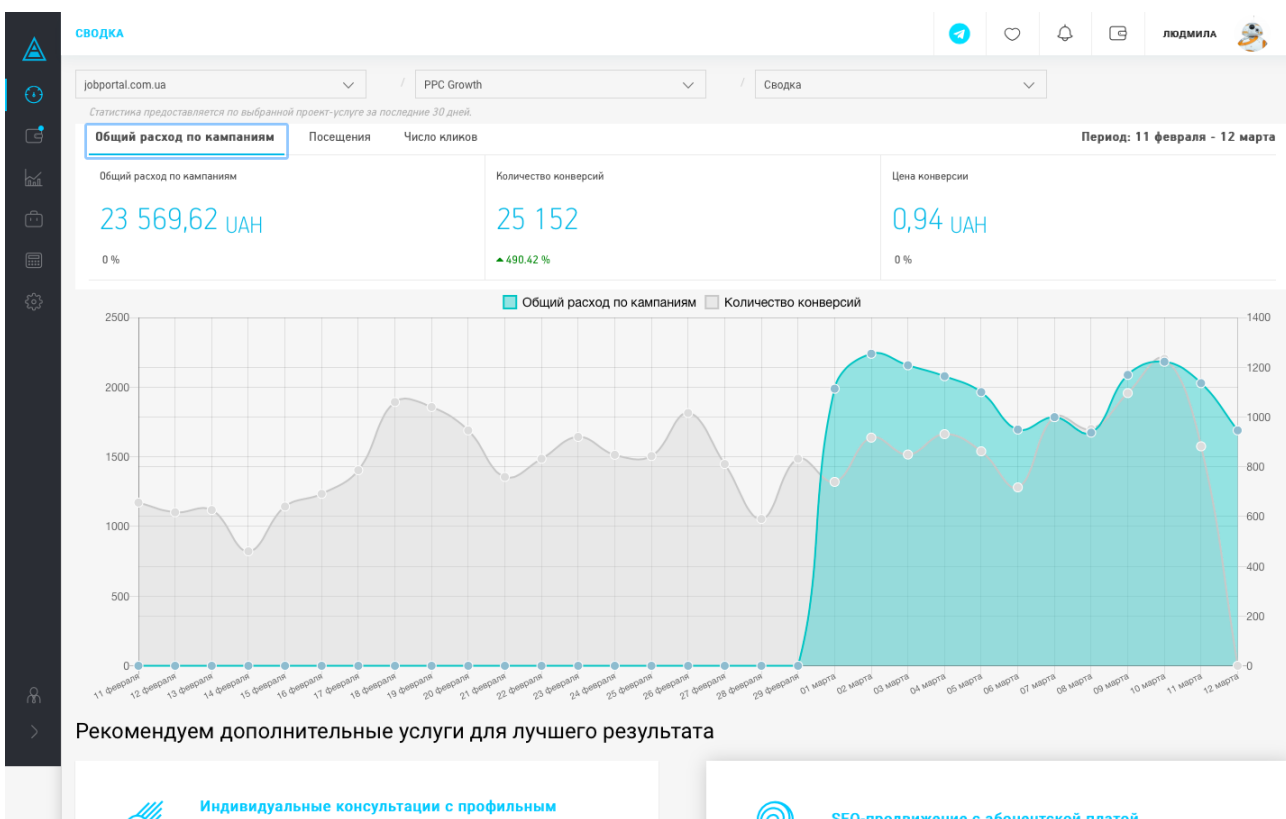 СВОДКА
ЛЮДМИЛА
jobportal.com.ua / PPC Growth / Сводка
Статистика предоставляется по выбранной проект-услуге за последние 30 дней.
Общий расход по кампаниям Посещения Число кликов Период: 11 февраля - 12 марта
Общий расход по кампаниям Количество конверсий Цена конверсии
23 569,62 UAH 25 152 0,94 UAH
0 % 490.42 % 0 %
Общий расход по кампаниям Количество конверсий
2500 1400
1200
2000
1000
1500 800
1000 600
400
500 200
0 0
11 февраля 12 февраля 13 февраля 14 февраля 15 февраля 16 февраля 17 февраля 18 февраля 19 февраля 20 февраля 21 февраля 22 февраля 23 февраля 24 февраля 25 февраля 26 февраля 27 февраля 28 февраля 29 февраля 01 марта 02 марта 03 марта 04 марта 05 марта 06 марта 07 марта 08 марта 09 марта 10 марта 11 марта 12 марта
Рекомендуем дополнительные услуги для лучшего результата
Индивидуальные консультации с профильным
SEO-продвижение с абонентской платой